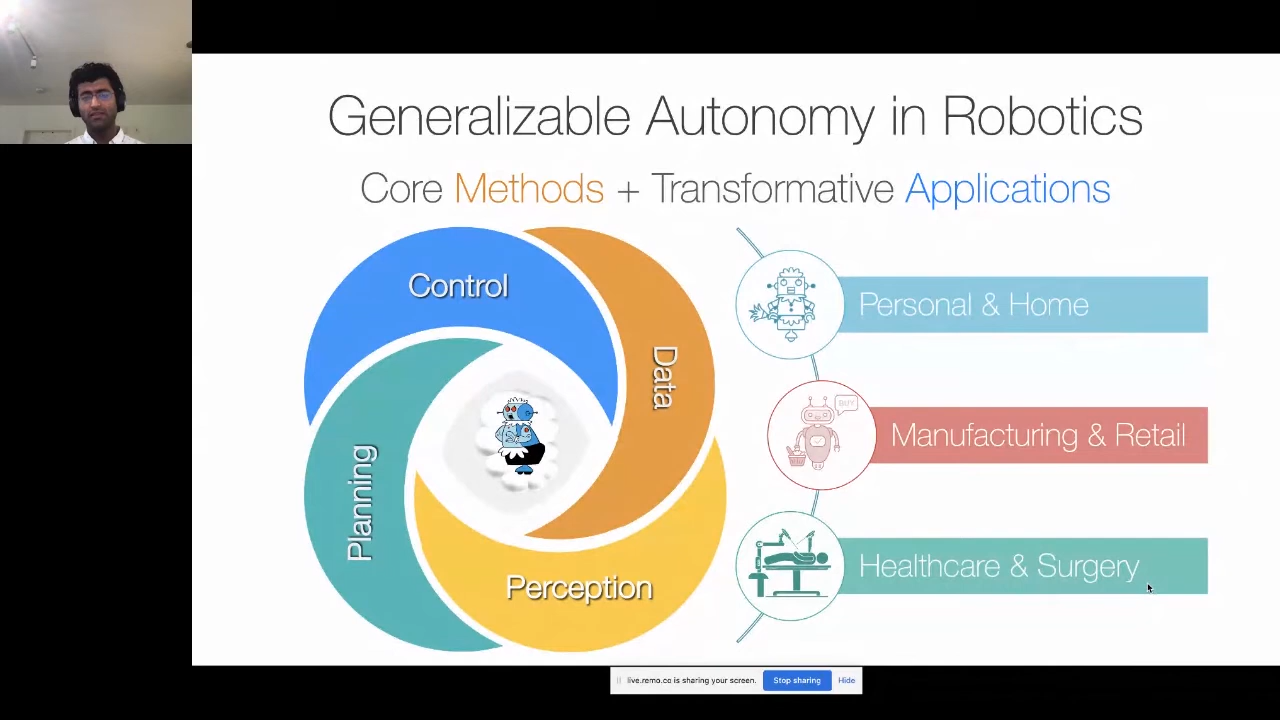 Generalizable Autonomy in Robotics
Core Methods + Transformative Applications
Control
Data
Planning
Perception
Personal & Home
BUY
Manufacturing & Retail
Healthcare & Surgery
live.remo.co is sharing your screen.
Stop sharing
Hide